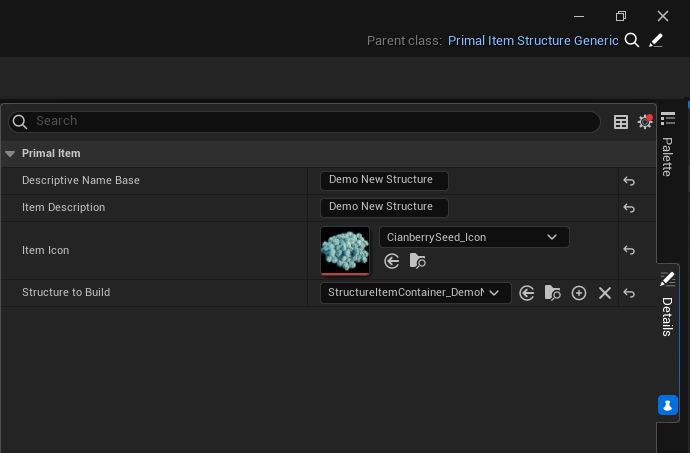 Parent class: Primal Item Structure Generic
Search
Primal Item
Descriptive Name Base
Demo New Structure
Item Description
Demo New Structure
Item Icon
CianberrySeed_Icon
Structure to Build
StructureItemContainer_Demo
Palette
Details